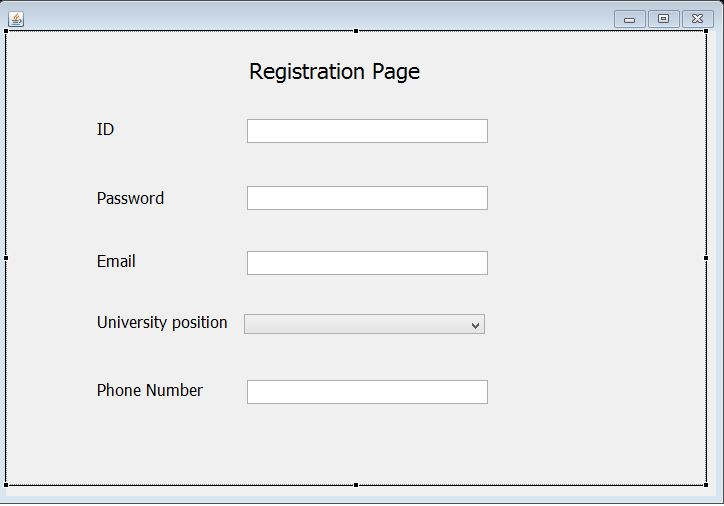 Registration Page
ID
Password
Email
University position
Phone Number